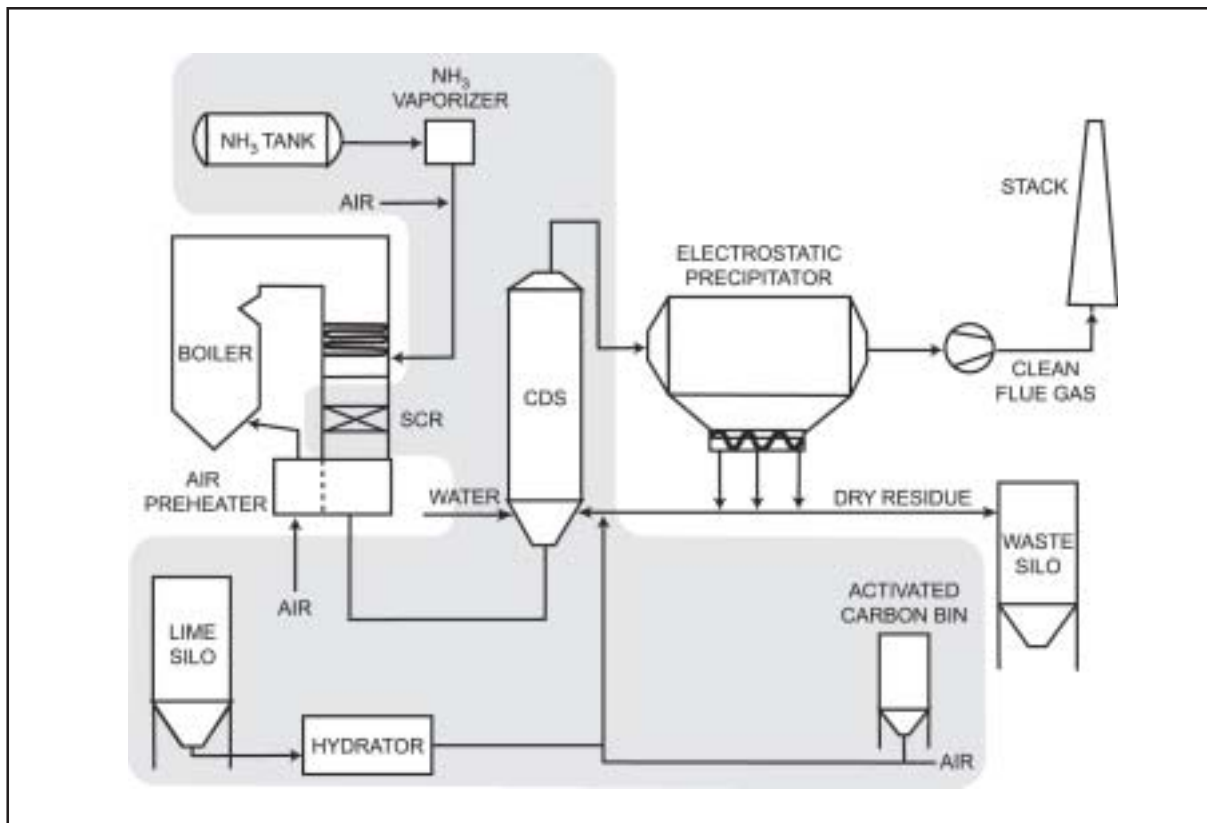 NH3
VAPORIZER
NH3 TANK
AIR
STACK
ELECTROSTATIC
PRECIPITATOR
BOILER
CDS
CLEAN
FLUE GAS
SCR
AIR
PREHEATER
WATER
DRY RESIDUE
WASTE
SILO
AIR
ACTIVATED
CARBON BIN
LIME
SILO
HYDRATOR
AIR